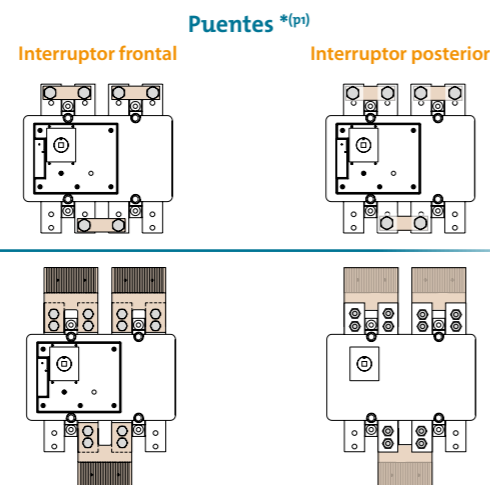 Puentes *(p1)
Interruptor frontal
Interruptor posterior